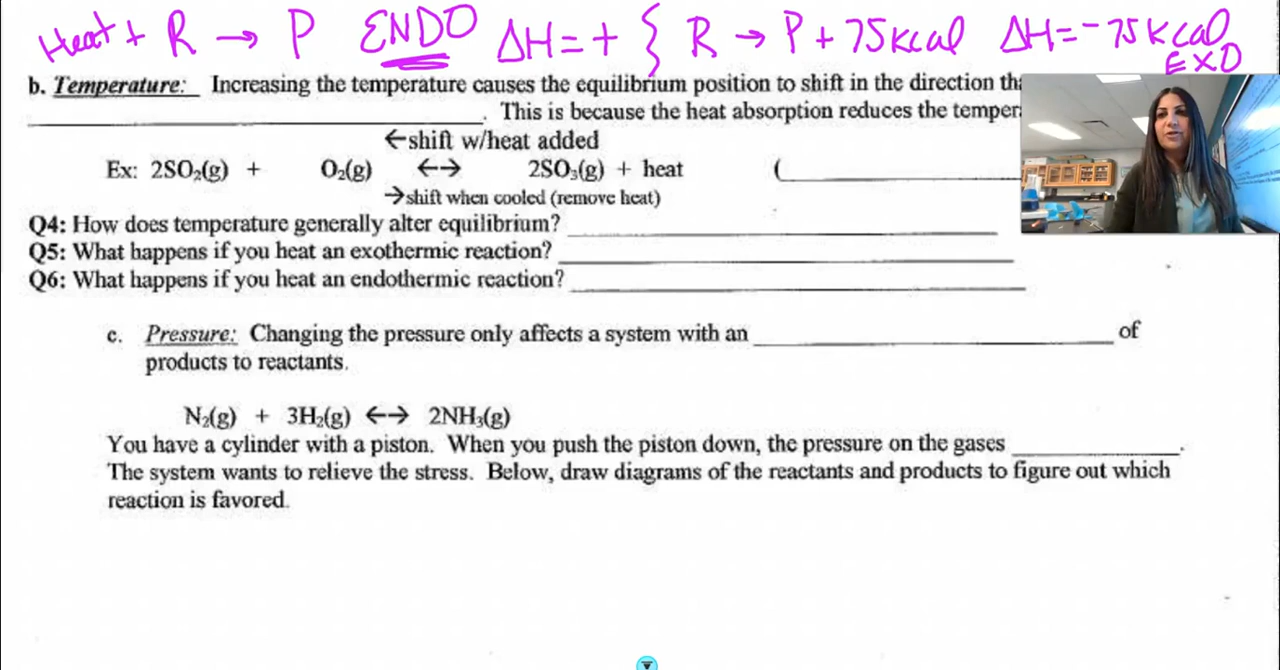 Heat + R → P ENDO ΔH = + { R → P + 75 Kcal ΔH = -75 Kcal
EXO
b. Temperature: Increasing the temperature causes the equilibrium position to shift in the direction
. This is because the heat absorption reduces the
←shift w/heat added
Ex: 2SO₂(g) + O₂(g) ←→ 2SO₃(g) + heat (
→shift when cooled (remove heat)
Q4: How does temperature generally alter equilibrium?
Q5: What happens if you heat an exothermic reaction?
Q6: What happens if you heat an endothermic reaction?
c. Pressure: Changing the pressure only affects a system with an of
products to reactants.
N₂(g) + 3H₂(g) ←→ 2NH₃(g)
You have a cylinder with a piston. When you push the piston down, the pressure on the gases .
The system wants to relieve the stress. Below, draw diagrams of the reactants and products to figure out which
reaction is favored.